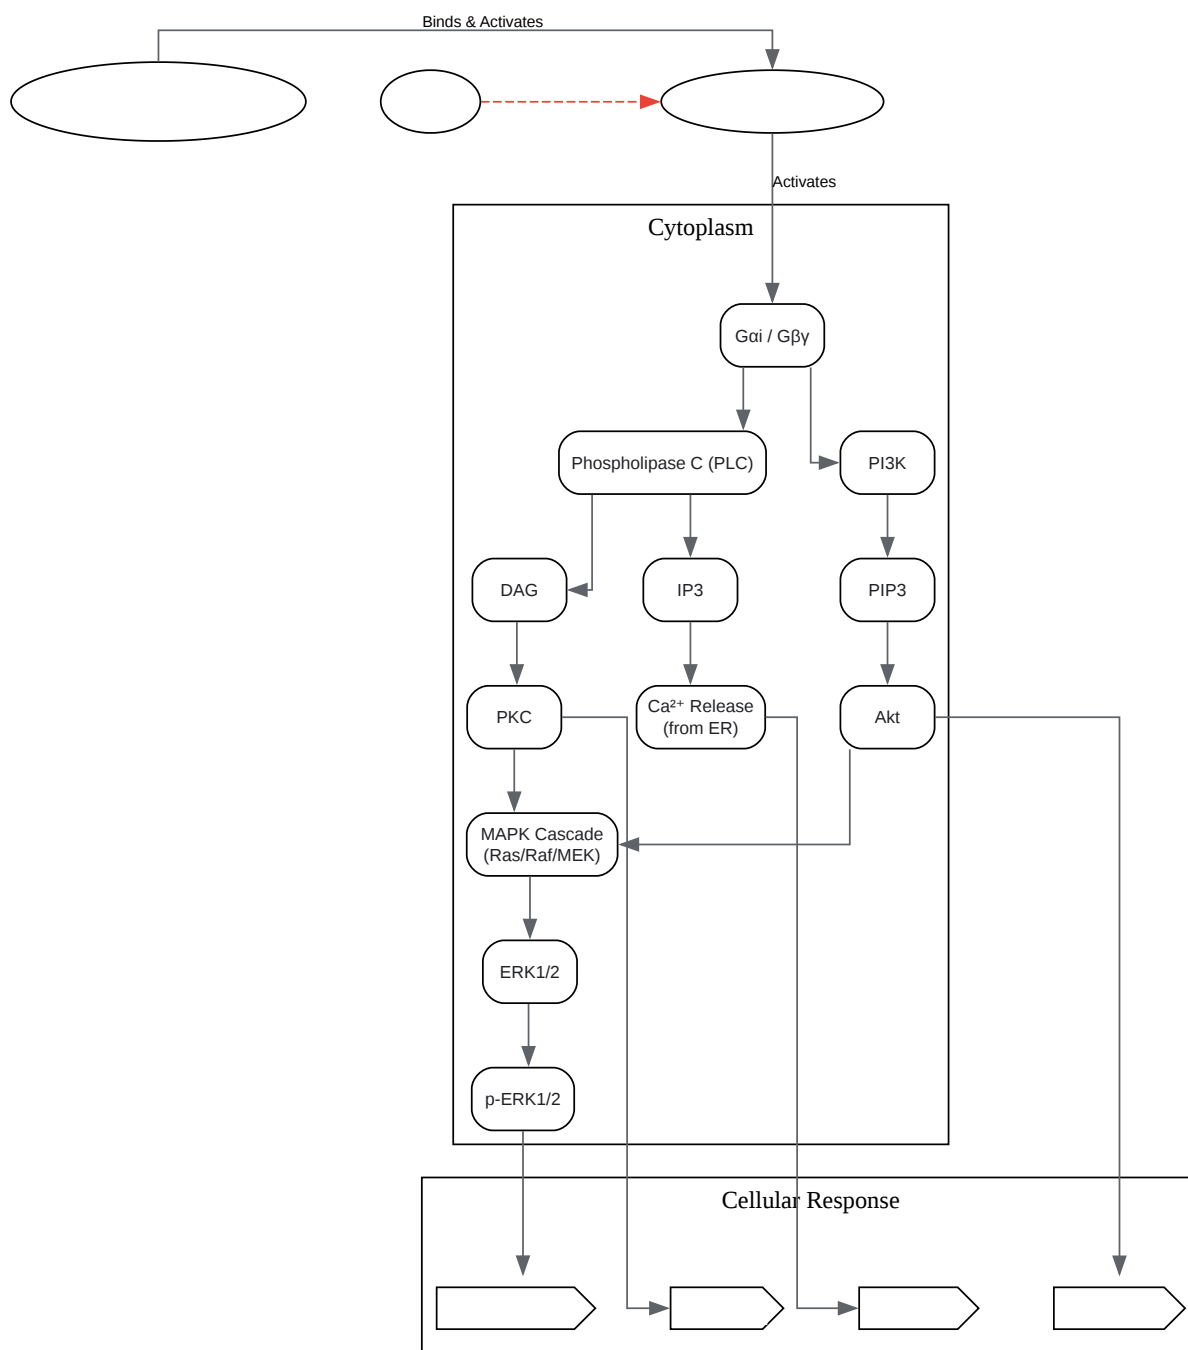 Binds & Activates
Activates
Cytoplasm
Gαi / Gβγ
Phospholipase C (PLC)
PI3K
DAG
IP3
PIP3
PKC
Ca²⁺ Release
(from ER)
Akt
MAPK Cascade
(Ras/Raf/MEK)
ERK1/2
p-ERK1/2
Cellular Response